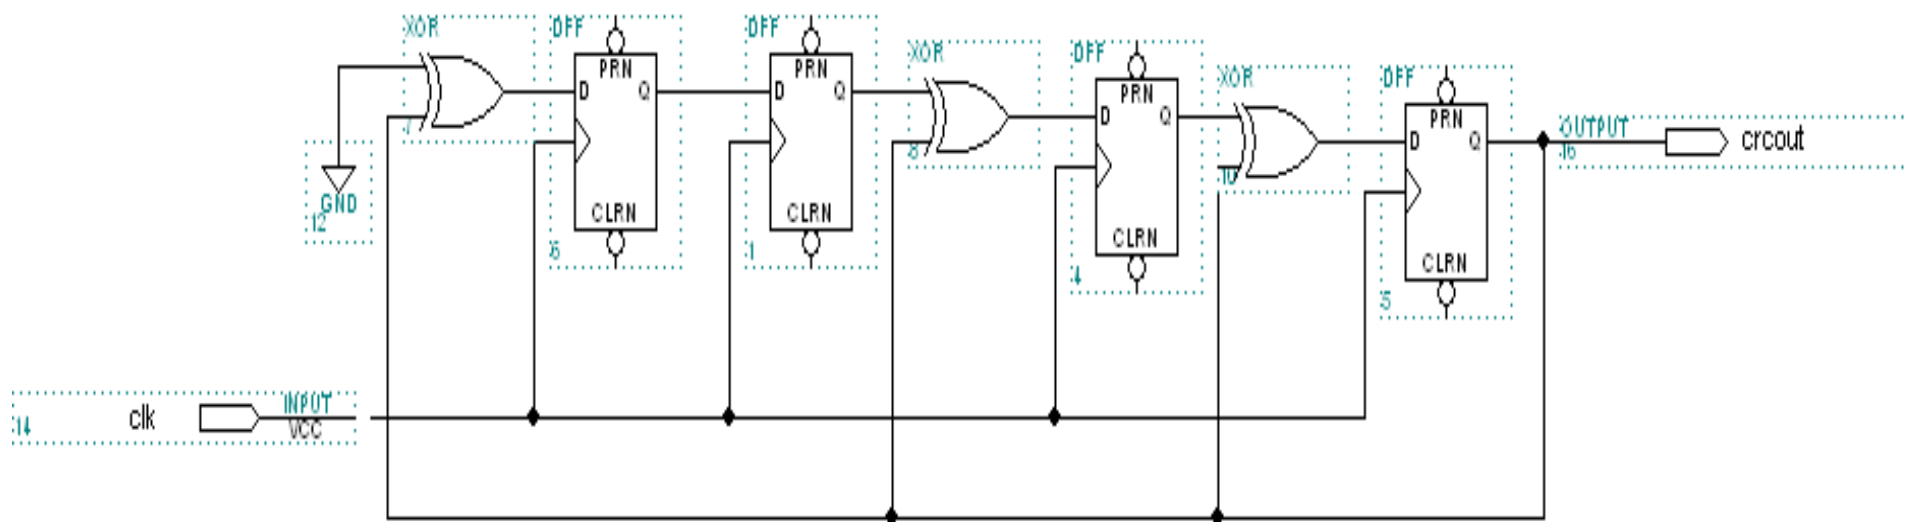 XOR
DFF
PRN
D
Q
CLRN
6
7
DFF
PRN
D
Q
CLRN
1
XOR
8
DFF
PRN
D
Q
CLRN
4
XOR
10
DFF
PRN
D
Q
CLRN
5
OUTPUT
16
crcout
GND
12
clk
INPUT
VCC
14